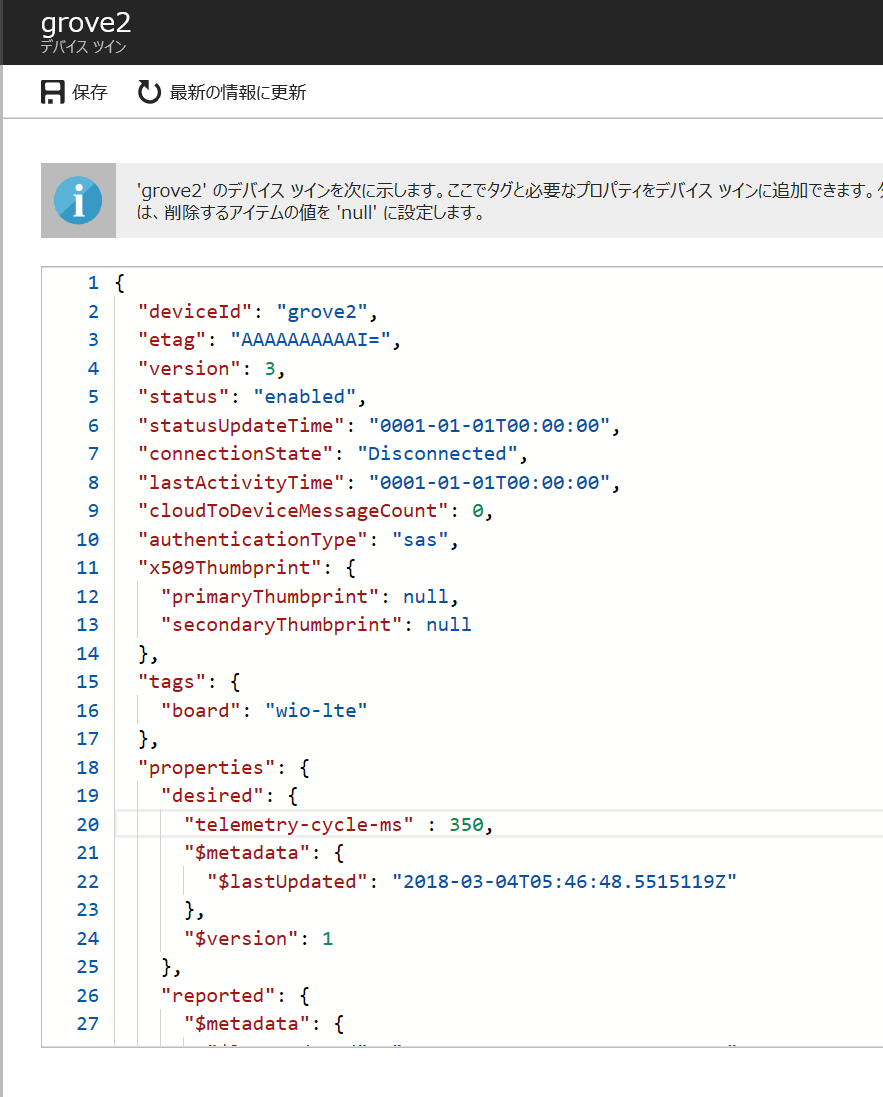 grove2
デバイス ツイン
保存 最新の情報に更新
'grove2' のデバイス ツインを次に示します。ここでタグと必要なプロパティをデバイス ツインに追加できます。
は、削除するアイテムの値を 'null' に設定します。
1 {
2 "deviceId": "grove2",
3 "etag": "AAAAAAAAAAI=",
4 "version": 3,
5 "status": "enabled",
6 "statusUpdateTime": "0001-01-01T00:00:00",
7 "connectionState": "Disconnected",
8 "lastActivityTime": "0001-01-01T00:00:00",
9 "cloudToDeviceMessageCount": 0,
10 "authenticationType": "sas",
11 "x509Thumbprint": {
12 "primaryThumbprint": null,
13 "secondaryThumbprint": null
14 },
15 "tags": {
16 "board": "wio-lte"
17 },
18 "properties": {
19 "desired": {
20 "telemetry-cycle-ms" : 350,
21 "$metadata": {
22 "$lastUpdated": "2018-03-04T05:46:48.5515119Z"
23 },
24 "$version": 1
25 },
26 "reported": {
27 "$metadata": {